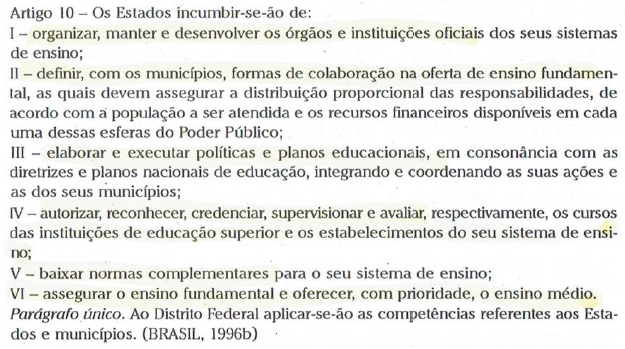 Artigo 10 – Os Estados incumbir-se-ão de:
I – organizar, manter e desenvolver os órgãos e instituições oficiais dos seus sistemas
de ensino;
II – definir, com os municípios, formas de colaboração na oferta de ensino fundamen-
tal, as quais devem assegurar a distribuição proporcional das responsabilidades, de
acordo com a população a ser atendida e os recursos financeiros disponíveis em cada
uma dessas esferas do Poder Público;
III – elaborar e executar políticas e planos educacionais, em consonância com as
diretrizes e planos nacionais de educação, integrando e coordenando as suas ações e
as dos seus municípios;
IV – autorizar, reconhecer, credenciar, supervisionar e avaliar, respectivamente, os cursos
das instituições de educação superior e os estabelecimentos do seu sistema de ensi-
no;
V – baixar normas complementares para o seu sistema de ensino;
VI – assegurar o ensino fundamental e oferecer, com prioridade, o ensino médio.
Parágrafo único. Ao Distrito Federal aplicar-se-ão as competências referentes aos Esta-
dos e municípios. (BRASIL, 1996b)